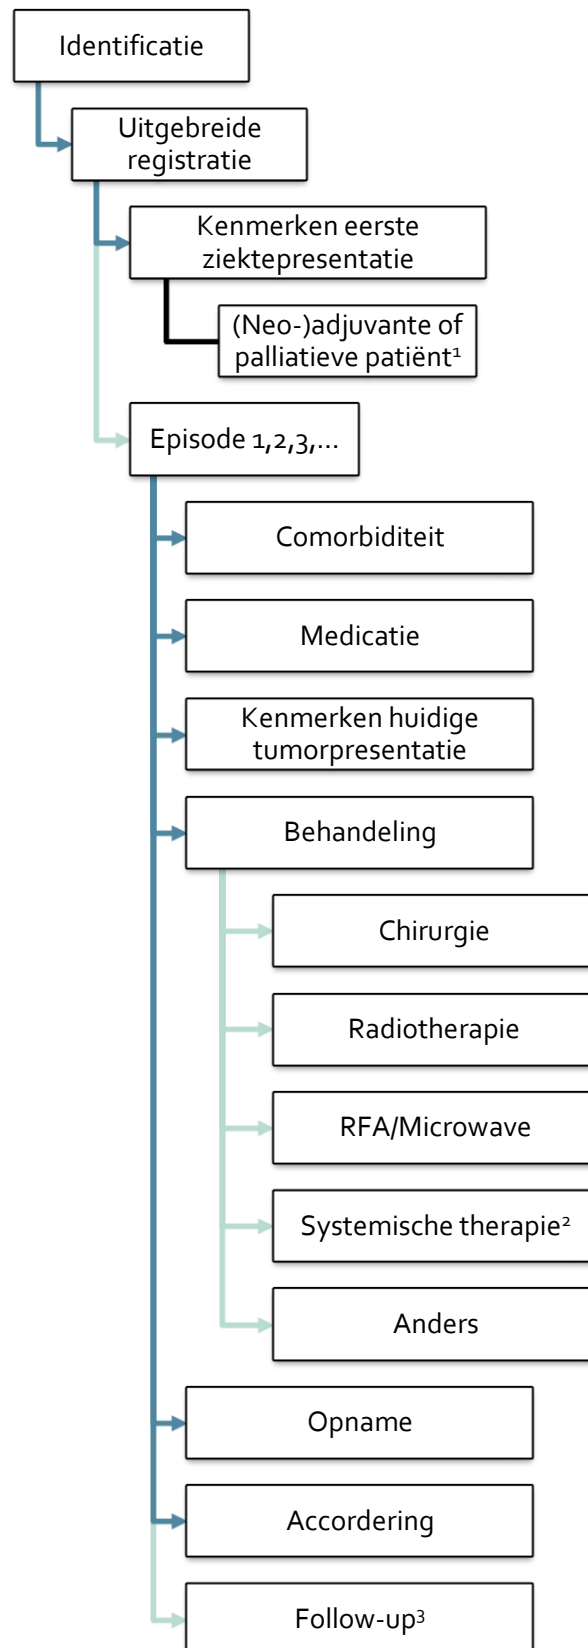 Identificatie
Uitgebreide
registratie
Kenmerken eerste
ziektepresentatie
(Neo-)adjuvante of
palliatieve patiënt¹
Episode 1,2,3,...
Comorbiditeit
Medicatie
Kenmerken huidige
tumorpresentatie
Behandeling
Chirurgie
Radiotherapie
RFA/Microwave
Systemische therapie²
Anders
Opname
Accordering
Follow-up³